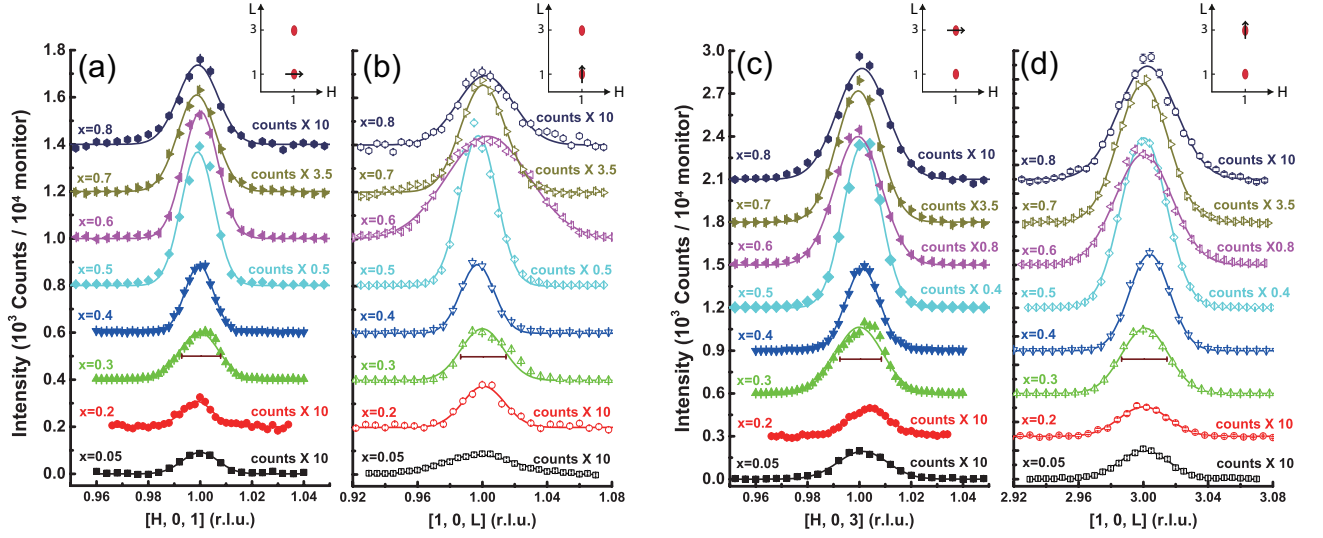 L
3
1
1
H
(a)
Intensity (10³ Counts / 10⁴ monitor)
1.8
1.6
1.4
1.2
1.0
0.8
0.6
0.4
0.2
0.0
x=0.8
counts X 10
x=0.7
counts X 3.5
x=0.6
x=0.5
counts X 0.5
x=0.4
x=0.3
x=0.2
counts X 10
x=0.05
counts X 10
0.96 0.98 1.00 1.02 1.04
[H, 0, 1] (r.l.u.)
L
3
1
1
H
(b)
x=0.8
counts X 10
x=0.7
counts X 3.5
x=0.6
x=0.5
counts X 0.5
x=0.4
x=0.3
x=0.2
counts X 10
x=0.05
counts X 10
0.92 0.96 1.00 1.04 1.08
[1, 0, L] (r.l.u.)
L
3
1
1
H
(c)
Intensity (10³ Counts / 10⁴ monitor)
3.0
2.7
2.4
2.1
1.8
1.5
1.2
0.9
0.6
0.3
0.0
x=0.8
counts X 10
x=0.7
counts X3.5
x=0.6
counts X0.8
x=0.5
counts X 0.4
x=0.4
x=0.3
x=0.2
counts X 10
x=0.05
counts X 10
0.96 0.98 1.00 1.02 1.04
[H, 0, 3] (r.l.u.)
L
3
1
1
H
(d)
x=0.8
counts X 10
x=0.7
counts X 3.5
x=0.6
counts X0.8
x=0.5
counts X 0.4
x=0.4
x=0.3
x=0.2
counts X 10
x=0.05
counts X 10
2.92 2.96 3.00 3.04 3.08
[1, 0, L] (r.l.u.)